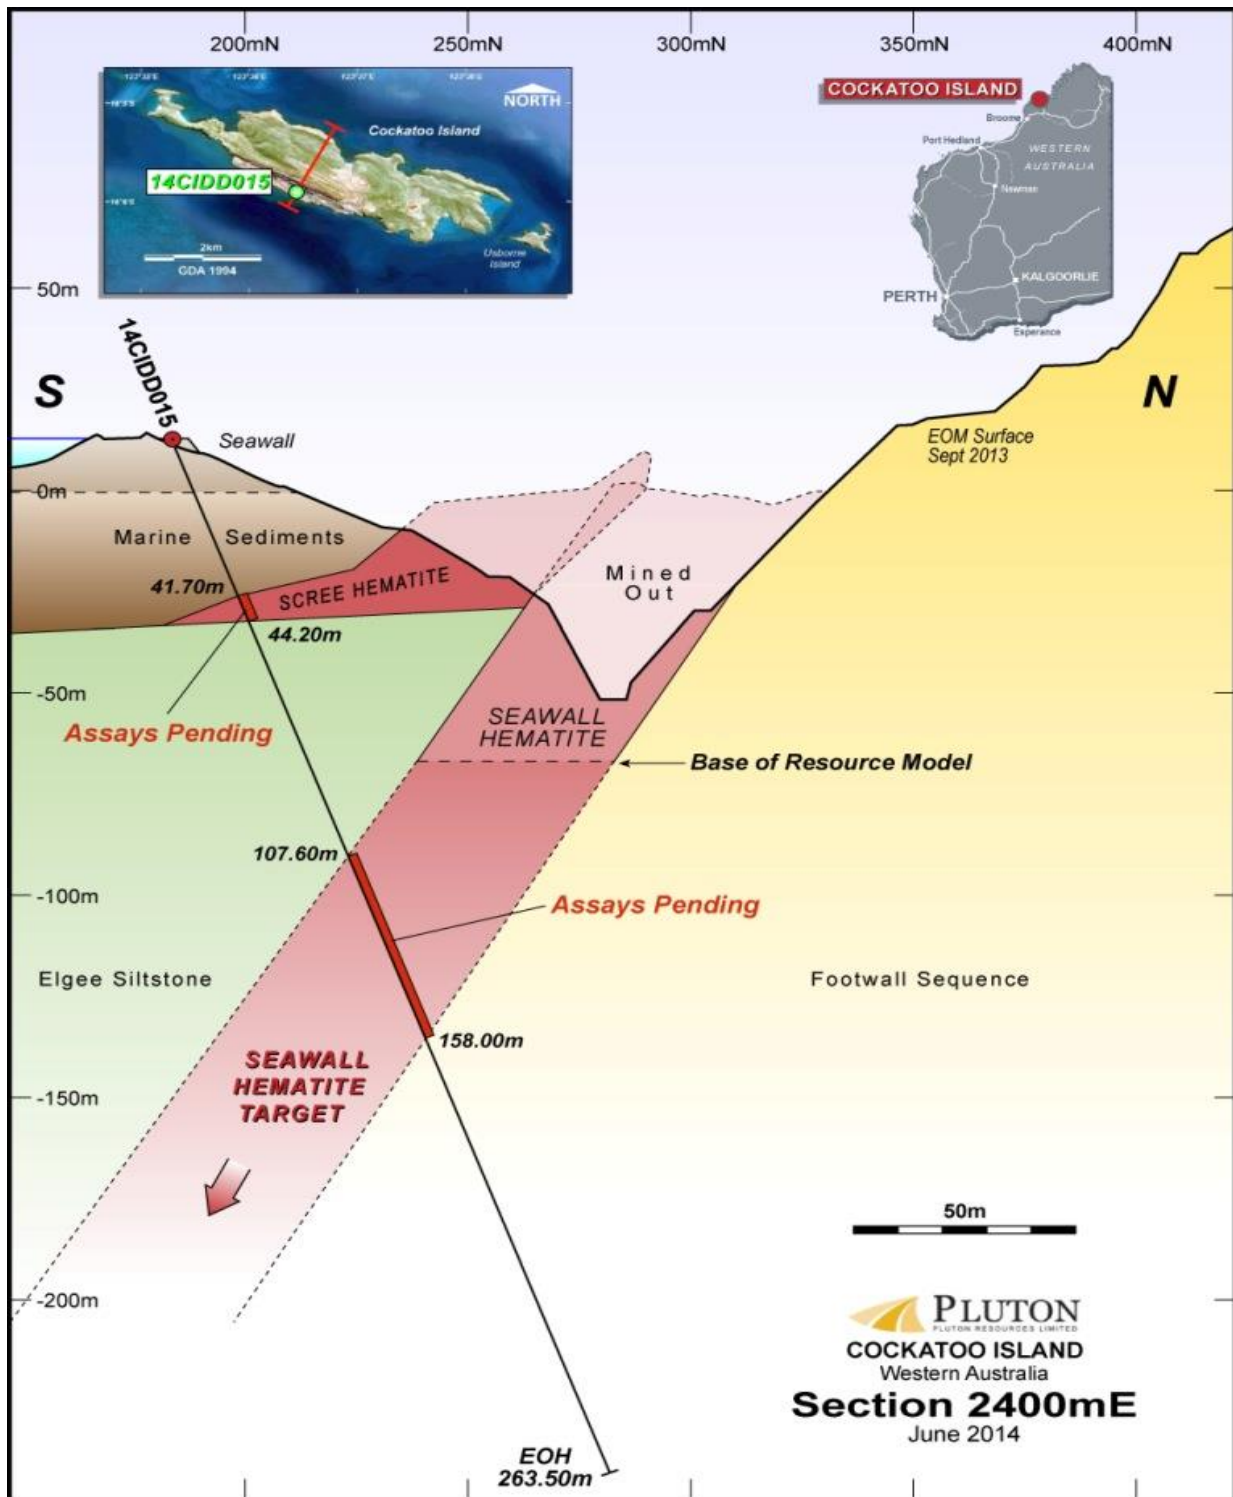 200mN
250mN
300mN
350mN
400mN
NORTH
Cockatoo Island
14CIDD015
Usborne
Island
2km
GDA 1994
COCKATOO ISLAND
Broome
Port Hedland
WESTERN
AUSTRALIA
Newman
KALGOORLIE
PERTH
Esperance
50m
14CIDD015
S
N
Seawall
EOM Surface
Sept 2013
0m
Marine Sediments
41.70m
SCREE HEMATITE
Mined
Out
44.20m
-50m
Assays Pending
SEAWALL
HEMATITE
Base of Resource Model
107.60m
-100m
Assays Pending
Elgee Siltstone
Footwall Sequence
158.00m
SEAWALL
HEMATITE
TARGET
-150m
50m
-200m
PLUTON
PLUTON RESOURCES LIMITED
COCKATOO ISLAND
Western Australia
Section 2400mE
June 2014
EOH
263.50m